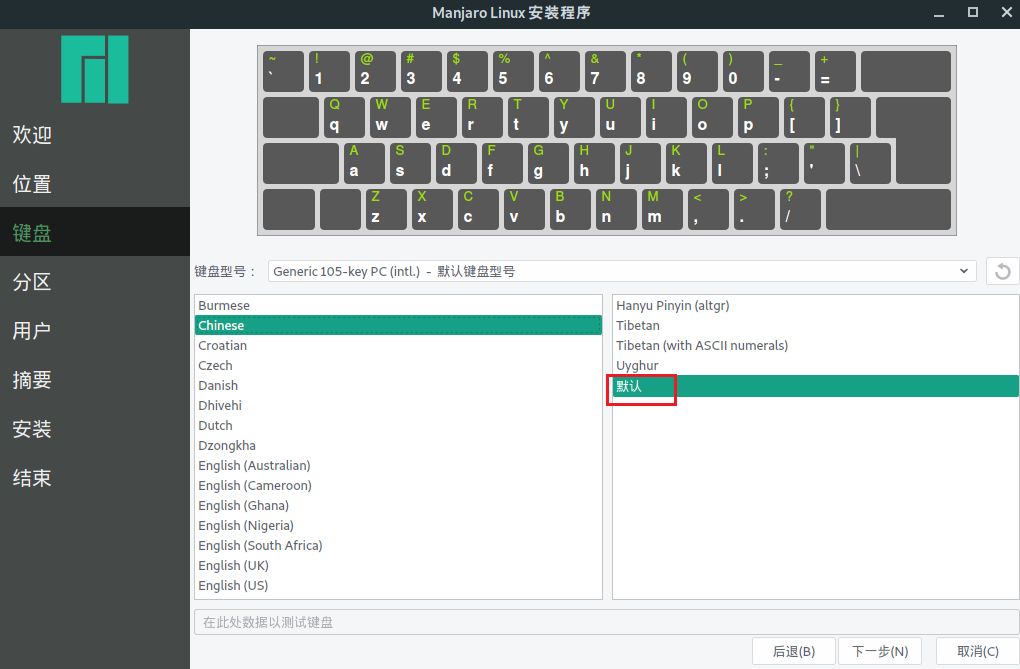 Manjaro Linux 安装程序
欢迎
位置
键盘
分区
用户
摘要
安装
结束
~ ! @ # $ % ^ & * ( ) _ +
` 1 2 3 4 5 6 7 8 9 0 - =
Q W E R T Y U I O P { }
q w e r t y u i o p [ ]
A S D F G H J K L : " |
a s d f g h j k l ; ' \
Z X C V B N M < > ?
z x c v b n m , . /
键盘型号： Generic 105-key PC (intl.) - 默认键盘型号
Burmese
Chinese
Croatian
Czech
Danish
Dhivehi
Dutch
Dzongkha
English (Australian)
English (Cameroon)
English (Ghana)
English (Nigeria)
English (South Africa)
English (UK)
English (US)
Hanyu Pinyin (altgr)
Tibetan
Tibetan (with ASCII numerals)
Uyghur
默认
在此处数据以测试键盘
后退(B) 下一步(N) 取消(C)